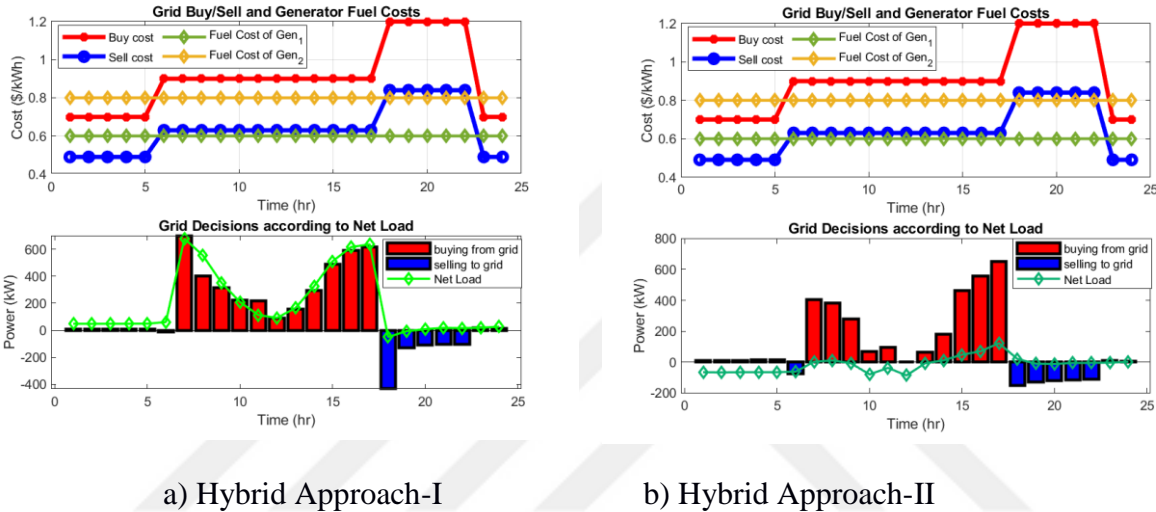 Grid Buy/Sell and Generator Fuel Costs
Cost ($/kWh)
1.2
1
0.8
0.6
0.4
Buy cost
Sell cost
Fuel Cost of Gen1
Fuel Cost of Gen2
0 5 10 15 20 25
Time (hr)
Grid Decisions according to Net Load
Power (kW)
600
400
200
0
-200
-400
buying from grid
selling to grid
Net Load
0 5 10 15 20 25
Time (hr)
a) Hybrid Approach-I
Grid Buy/Sell and Generator Fuel Costs
Cost ($/kWh)
1.2
1
0.8
0.6
0.4
Buy cost
Sell cost
Fuel Cost of Gen1
Fuel Cost of Gen2
0 5 10 15 20 25
Time (hr)
Grid Decisions according to Net Load
Power (kW)
800
600
400
200
0
-200
buying from grid
selling to grid
Net Load
0 5 10 15 20 25
Time (hr)
b) Hybrid Approach-II